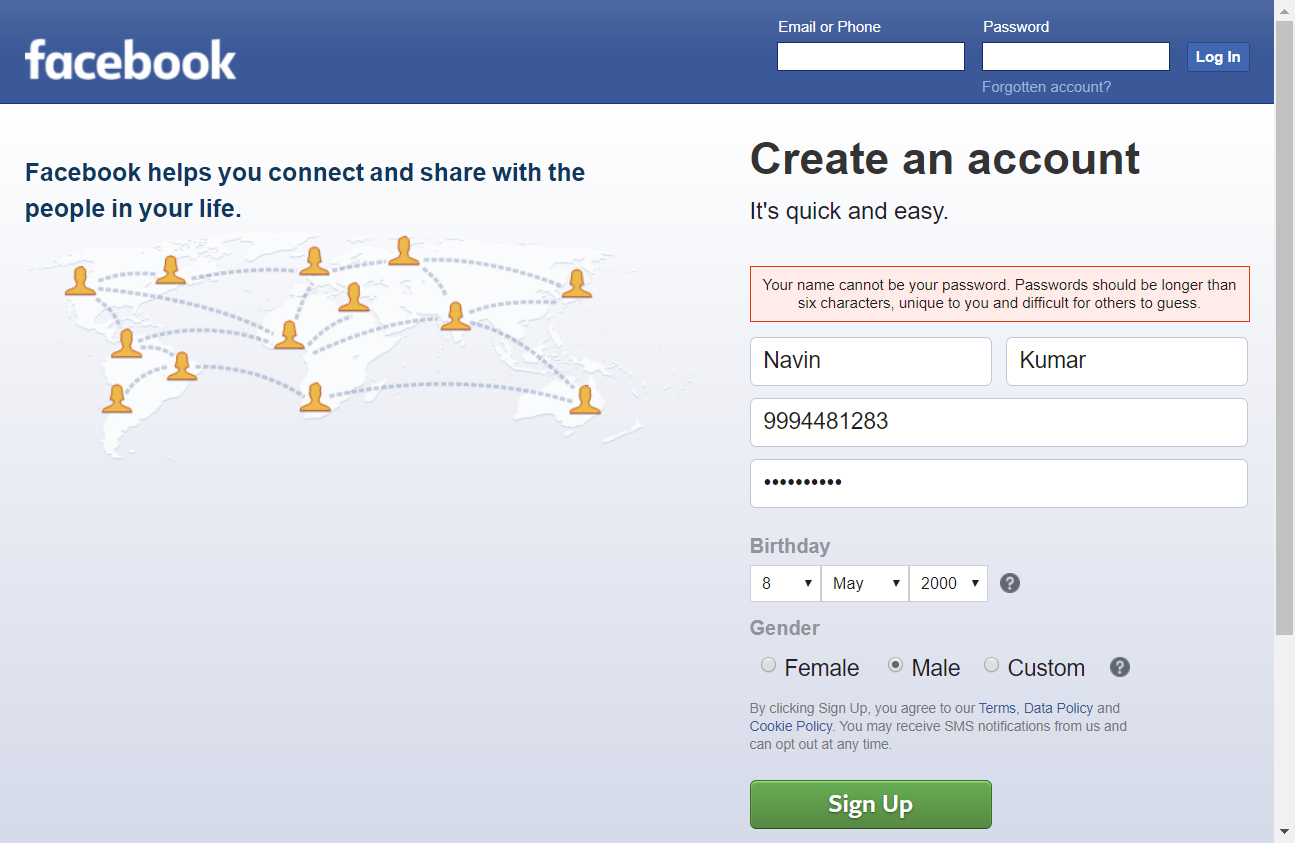 facebook
Email or Phone
Password
Log In
Forgotten account?
Facebook helps you connect and share with the
people in your life.
Create an account
It's quick and easy.
Your name cannot be your password. Passwords should be longer than
six characters, unique to you and difficult for others to guess.
Navin
Kumar
9994481283
••••••••••
Birthday
8 May 2000
Gender
Female Male Custom
By clicking Sign Up, you agree to our Terms, Data Policy and
Cookie Policy. You may receive SMS notifications from us and
can opt out at any time.
Sign Up